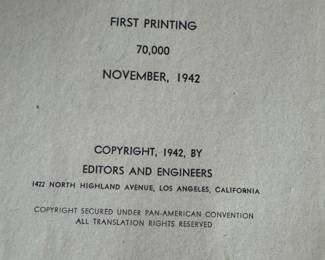 FIRST PRINTING
70,000
NOVEMBER, 1942
COPYRIGHT, 1942, BY
EDITORS AND ENGINEERS
1422 NORTH HIGHLAND AVENUE, LOS ANGELES, CALIFORNIA
COPYRIGHT SECURED UNDER PAN-AMERICAN CONVENTION
ALL TRANSLATION RIGHTS RESERVED